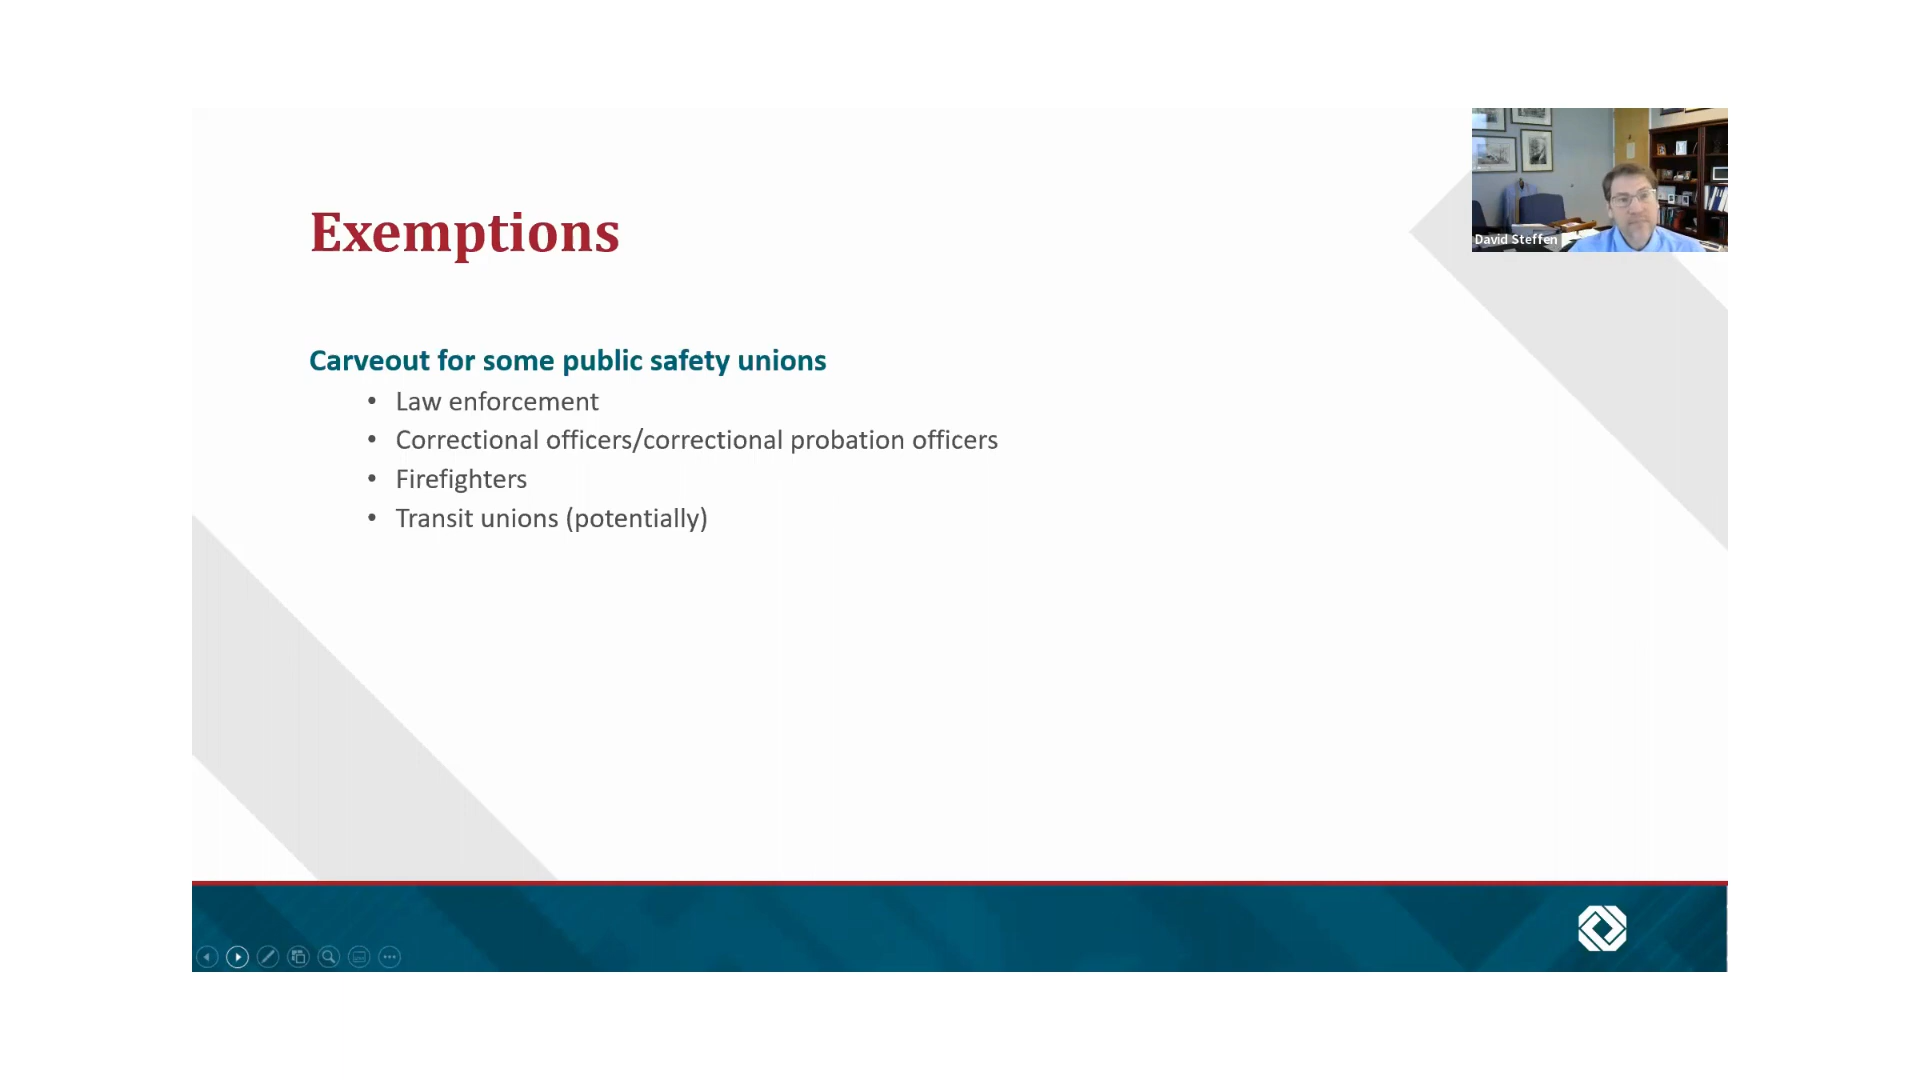 David Steffen
Exemptions
Carveout for some public safety unions
• Law enforcement
• Correctional officers/correctional probation officers
• Firefighters
• Transit unions (potentially)